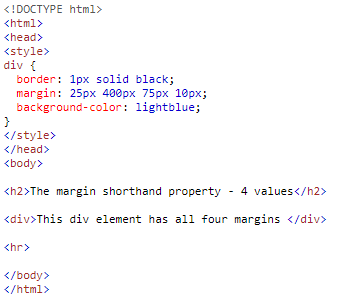 <!DOCTYPE html>
<html>
<head>
<style>
div {
  border: 1px solid black;
  margin: 25px 400px 75px 10px;
  background-color: lightblue;
}
</style>
</head>
<body>
<h2>The margin shorthand property - 4 values</h2>
<div>This div element has all four margins </div>
<hr>
</body>
</html>